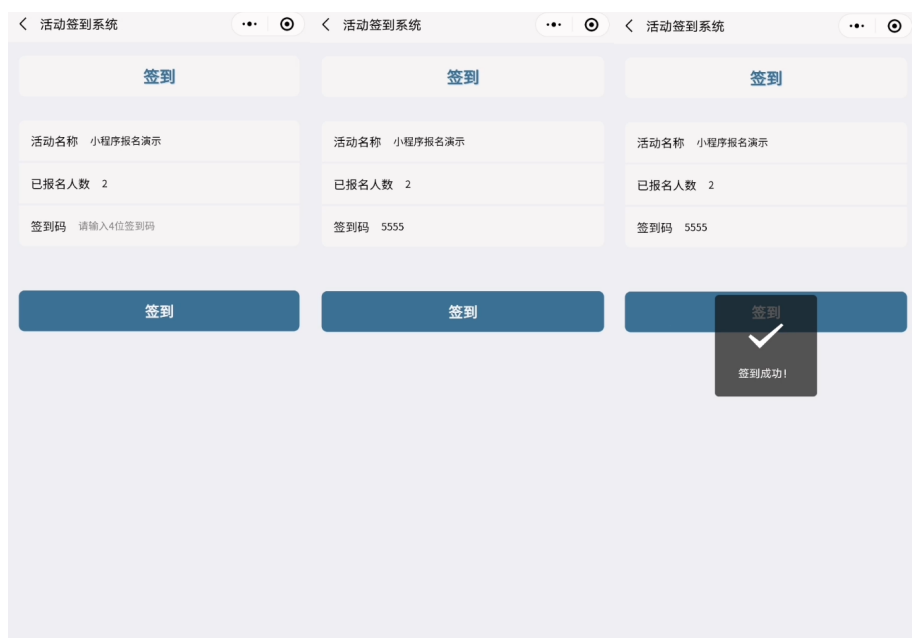 活动签到系统
签到
活动名称 小程序报名演示
已报名人数 2
签到码 请输入4位签到码
签到
活动签到系统
签到
活动名称 小程序报名演示
已报名人数 2
签到码 5555
签到
活动签到系统
签到
活动名称 小程序报名演示
已报名人数 2
签到码 5555
签到
签到成功!